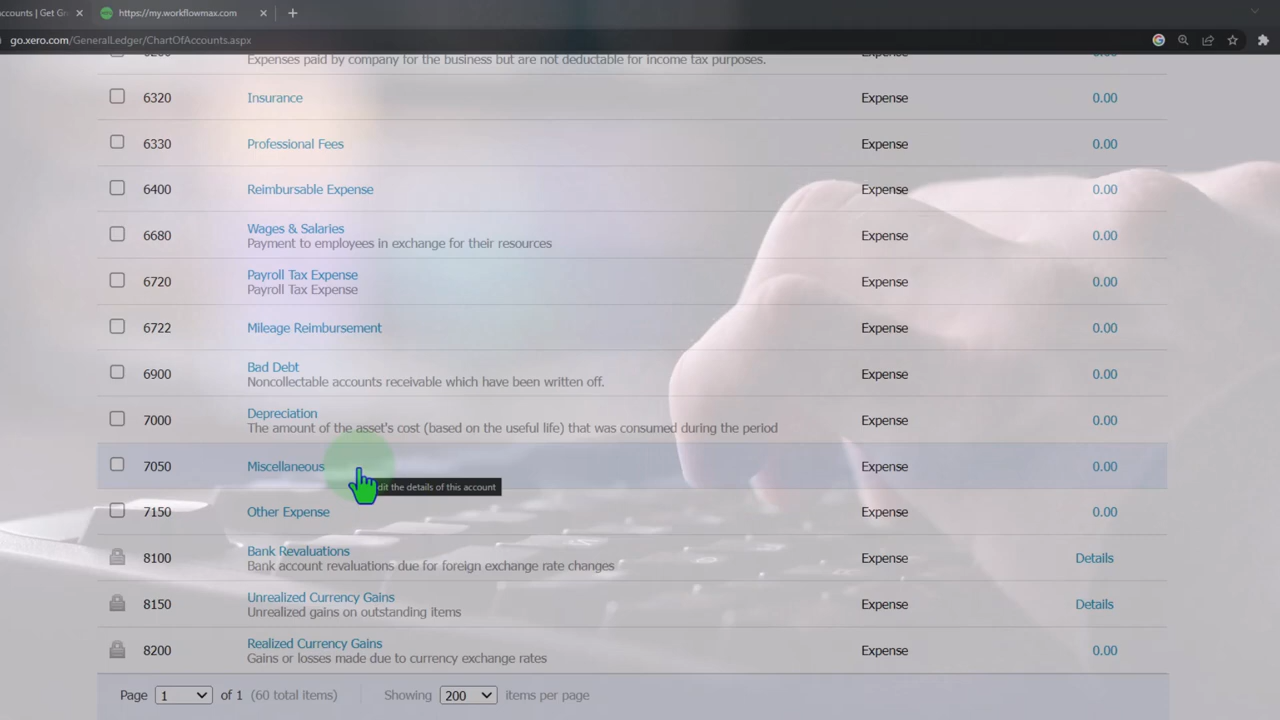 accounts | Get Gr
https://my.workflowmax.com
go.xero.com/GeneralLedger/ChartOfAccounts.aspx
Expenses paid by company for the business but are not deductable for income tax purposes.
6320 Insurance Expense 0.00
6330 Professional Fees Expense 0.00
6400 Reimbursable Expense Expense 0.00
6680 Wages & Salaries Expense 0.00
Payment to employees in exchange for their resources
6720 Payroll Tax Expense Expense 0.00
Payroll Tax Expense
6722 Mileage Reimbursement Expense 0.00
6900 Bad Debt Expense 0.00
Noncollectable accounts receivable which have been written off.
7000 Depreciation Expense 0.00
The amount of the asset's cost (based on the useful life) that was consumed during the period
7050 Miscellaneous Expense 0.00
dit the details of this account
7150 Other Expense Expense 0.00
8100 Bank Revaluations Expense Details
Bank account revaluations due for foreign exchange rate changes
8150 Unrealized Currency Gains Expense Details
Unrealized gains on outstanding items
8200 Realized Currency Gains Expense 0.00
Gains or losses made due to currency exchange rates
Page 1 of 1 (60 total items) Showing 200 items per page